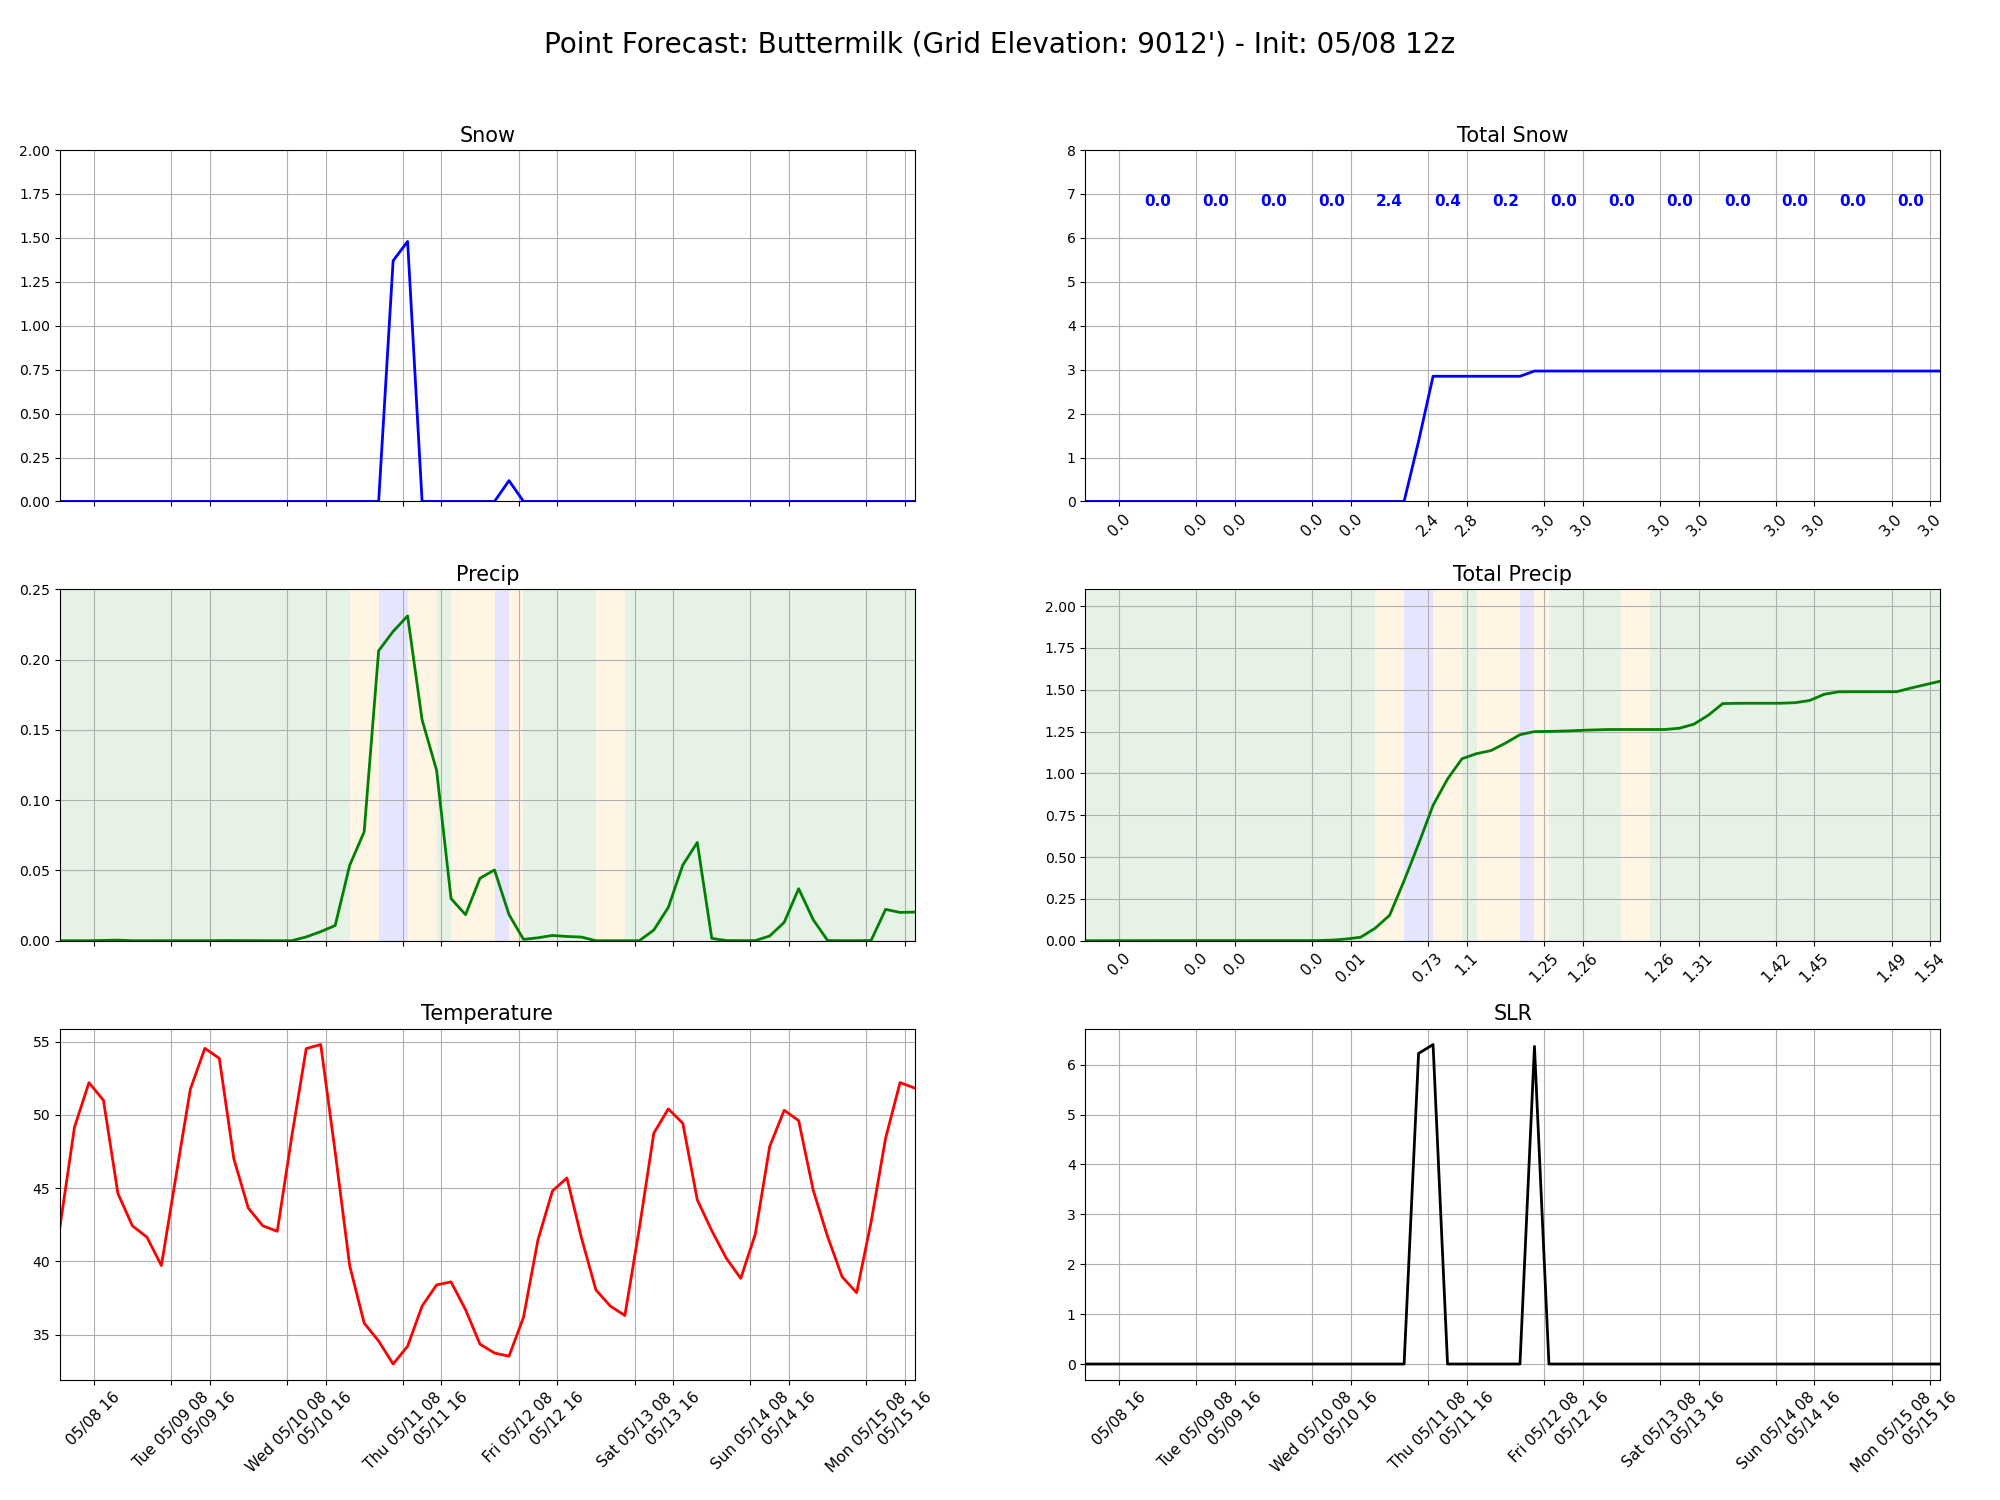 Point Forecast: Buttermilk (Grid Elevation: 9012') - Init: 05/08 12z
Snow
2.00
1.75
1.50
1.25
1.00
0.75
0.50
0.25
0.00
Total Snow
8
7
6
5
4
3
2
1
0
0.0 0.0 0.0 0.0 2.4 0.4 0.2 0.0 0.0 0.0 0.0 0.0 0.0 0.0
0.0 0.0 0.0 0.0 0.0 2.4 2.8 3.0 3.0 3.0 3.0 3.0 3.0 3.0 3.0
Precip
0.25
0.20
0.15
0.10
0.05
0.00
Total Precip
2.00
1.75
1.50
1.25
1.00
0.75
0.50
0.25
0.00
0.0 0.0 0.0 0.0 0.01 0.73 1.1 1.25 1.26 1.26 1.31 1.42 1.45 1.49 1.54
Temperature
55
50
45
40
35
05/08 16
Tue 05/09 08
05/09 16
Wed 05/10 08
05/10 16
Thu 05/11 08
05/11 16
Fri 05/12 08
05/12 16
Sat 05/13 08
05/13 16
Sun 05/14 08
05/14 16
Mon 05/15 08
05/15 16
SLR
6
5
4
3
2
1
0
05/08 16
Tue 05/09 08
05/09 16
Wed 05/10 08
05/10 16
Thu 05/11 08
05/11 16
Fri 05/12 08
05/12 16
Sat 05/13 08
05/13 16
Sun 05/14 08
05/14 16
Mon 05/15 08
05/15 16